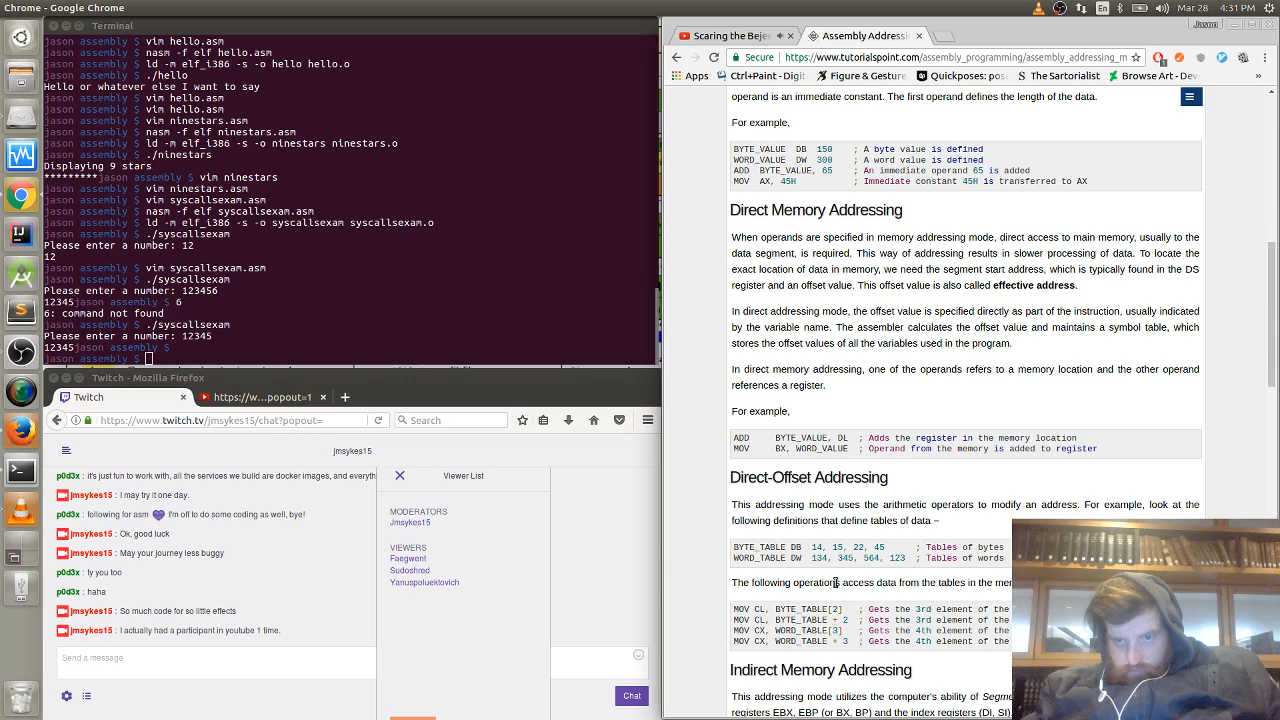 Chrome - Google Chrome
En
Mar 28
4:31 PM
Terminal
jason assembly $ vim hello.asm
jason assembly $ nasm -f elf hello.asm
jason assembly $ ld -m elf_i386 -s -o hello hello.o
jason assembly $ ./hello
Hello or whatever else I want to say
jason assembly $ vim hello.asm
jason assembly $ vim hello.asm
jason assembly $ vim ninestars.asm
jason assembly $ nasm -f elf ninestars.asm
jason assembly $ ld -m elf_i386 -s -o ninestars ninestars.o
jason assembly $ ./ninestars
Displaying 9 stars
*********jason assembly $ vim ninestars
jason assembly $ vim ninestars.asm
jason assembly $ vim syscallsexam.asm
jason assembly $ nasm -f elf syscallsexam.asm
jason assembly $ ld -m elf_i386 -s -o syscallsexam syscallsexam.o
jason assembly $ ./syscallsexam
Please enter a number: 12
12
jason assembly $ vim syscallsexam.asm
jason assembly $ ./syscallsexam
Please enter a number: 123456
12345jason assembly $ 6
6: command not found
jason assembly $ ./syscallsexam
Please enter a number: 12345
12345jason assembly $
jason assembly $
Twitch - Mozilla Firefox
Twitch
https://w...popout=1
https://www.twitch.tv/jmsykes15/chat?popout=
Search
jmsykes15
p0d3x : it's just fun to work with, all the services we build are docker images, and everyth
jmsykes15 : I may try it one day.
p0d3x : following for asm I'm off to do some coding as well, bye!
jmsykes15 : Ok, good luck
jmsykes15 : May your journey less buggy
p0d3x : ty you too
p0d3x : haha
jmsykes15 : So much code for so little effects
jmsykes15 : I actually had a participant in youtube 1 time.
Send a message
Chat
Viewer List
MODERATORS
Jmsykes15
VIEWERS
Faegwent
Sudoshred
Yanuspoluektovich
Jason
Scaring the Beje
Assembly Addressi
Secure
https://www.tutorialspoint.com/assembly_programming/assembly_addressing_m
Apps
Ctrl+Paint - Digit
Figure & Gesture
Quickposes: pos
The Sartorialist
Browse Art - Dev
operand is an immediate constant. The first operand defines the length of the data.
For example,
BYTE_VALUE DB 150 ; A byte value is defined
WORD_VALUE DW 300 ; A word value is defined
ADD BYTE_VALUE, 65 ; An immediate operand 65 is added
MOV AX, 45H ; Immediate constant 45H is transferred to AX
Direct Memory Addressing
When operands are specified in memory addressing mode, direct access to main memory, usually to the
data segment, is required. This way of addressing results in slower processing of data. To locate the
exact location of data in memory, we need the segment start address, which is typically found in the DS
register and an offset value. This offset value is also called effective address.
In direct addressing mode, the offset value is specified directly as part of the instruction, usually indicated
by the variable name. The assembler calculates the offset value and maintains a symbol table, which
stores the offset values of all the variables used in the program.
In direct memory addressing, one of the operands refers to a memory location and the other operand
references a register.
For example,
ADD BYTE_VALUE, DL ; Adds the register in the memory location
MOV BX, WORD_VALUE ; Operand from the memory is added to register
Direct-Offset Addressing
This addressing mode uses the arithmetic operators to modify an address. For example, look at the
following definitions that define tables of data −
BYTE_TABLE DB 14, 15, 22, 45 ; Tables of bytes
WORD_TABLE DW 134, 345, 564, 123 ; Tables of words
The following operations access data from the tables in the mem
MOV CL, BYTE_TABLE[2] ; Gets the 3rd element of the
MOV CL, BYTE_TABLE + 2 ; Gets the 3rd element of the
MOV CX, WORD_TABLE[3] ; Gets the 4th element of the
MOV CX, WORD_TABLE + 3 ; Gets the 4th element of the
Indirect Memory Addressing
This addressing mode utilizes the computer's ability of Segme
registers EBX, EBP (or BX, BP) and the index registers (DI, SI),